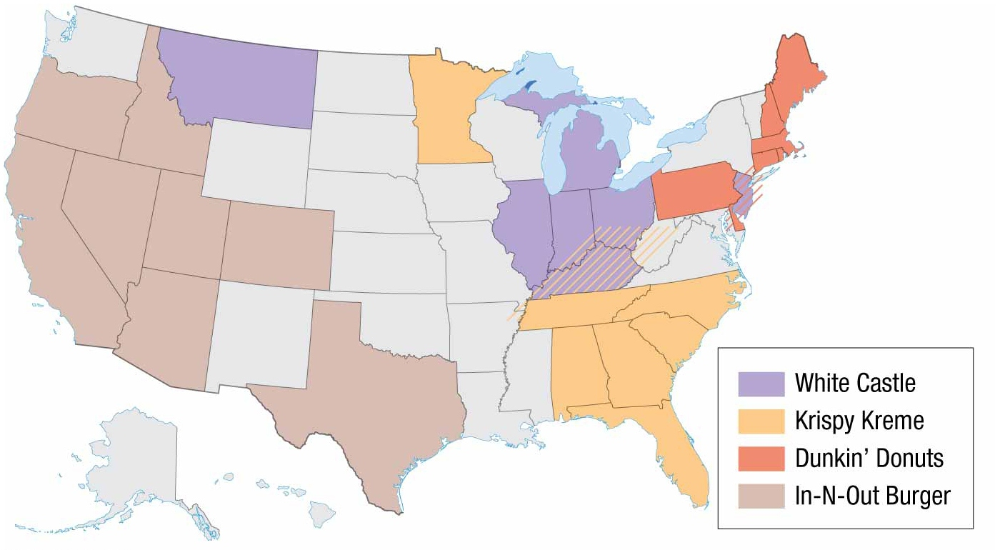 White Castle
Krispy Kreme
Dunkin’ Donuts
In-N-Out Burger